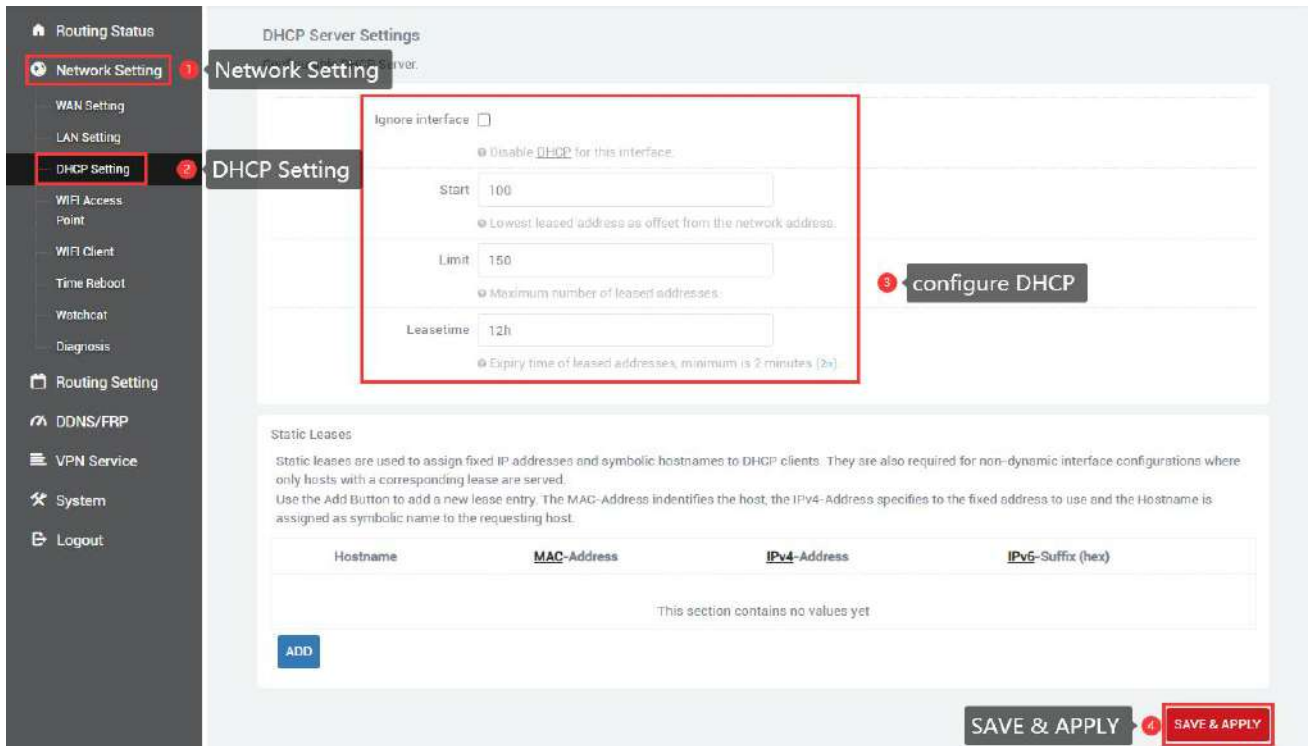 Routing Status
Network Setting
1
Network Setting
WAN Setting
LAN Setting
DHCP Setting
2
DHCP Setting
WIFI Access
Point
WIFI Client
Time Reboot
Watchcat
Diagnosis
Routing Setting
DDNS/FRP
VPN Service
System
Logout
DHCP Server Settings
Server.
Ignore interface
Disable DHCP for this interface.
Start 100
Lowest leased address as offset from the network address.
Limit 150
Maximum number of leased addresses.
Leasetime 12h
Expiry time of leased addresses, minimum is 2 minutes (2m)
3
configure DHCP
Static Leases
Static leases are used to assign fixed IP addresses and symbolic hostnames to DHCP clients. They are also required for non-dynamic interface configurations where
only hosts with a corresponding lease are served.
Use the Add Button to add a new lease entry. The MAC-Address indentifies the host, the IPv4-Address specifies to the fixed address to use and the Hostname is
assigned as symbolic name to the requesting host.
Hostname MAC-Address IPv4-Address IPv6-Suffix (hex)
This section contains no values yet
ADD
SAVE & APPLY
4
SAVE & APPLY